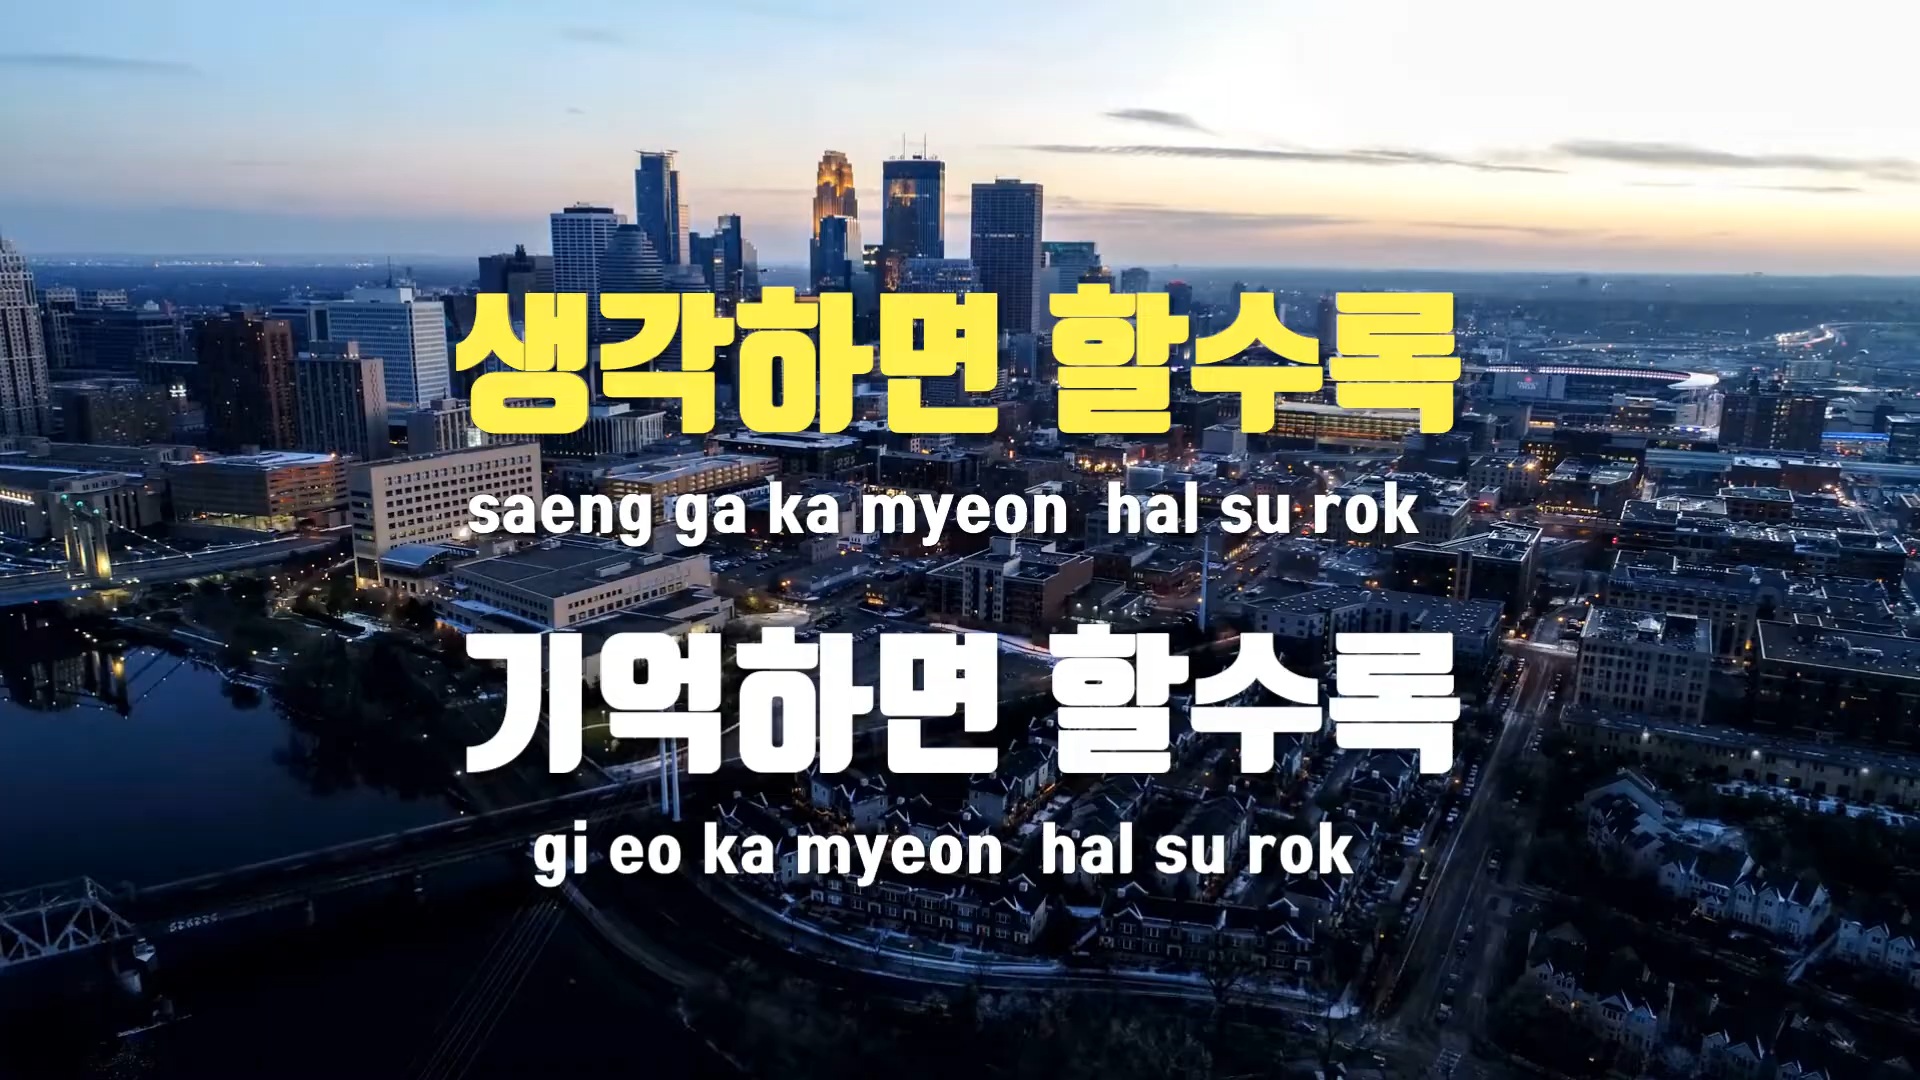 생각하면 할수록
saeng ga ka myeon hal su rok
기억하면 할수록
gi eo ka myeon hal su rok